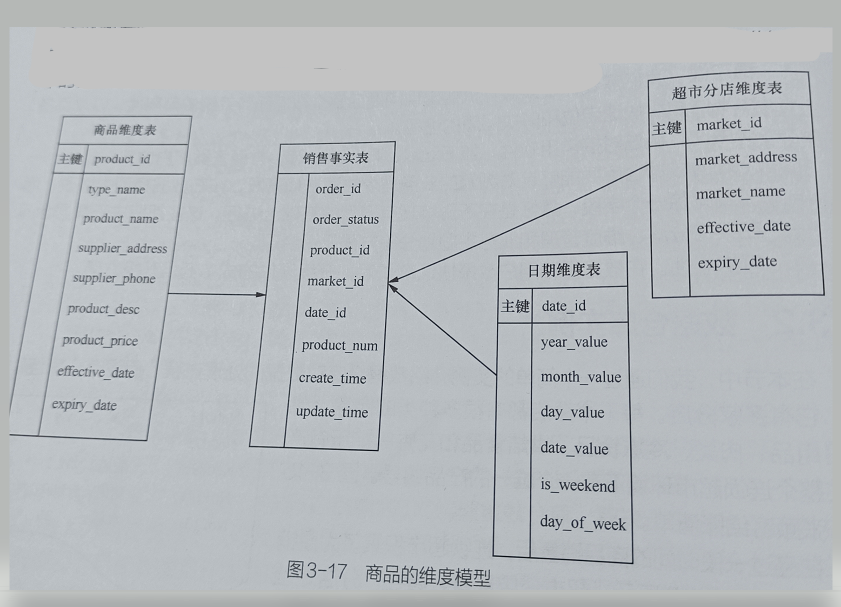 商品维度表
主键 product_id
type_name
product_name
supplier_address
supplier_phone
product_desc
product_price
effective_date
expiry_date
销售事实表
order_id
order_status
product_id
market_id
date_id
product_num
create_time
update_time
日期维度表
主键 date_id
year_value
month_value
day_value
date_value
is_weekend
day_of_week
超市分店维度表
主键 market_id
market_address
market_name
effective_date
expiry_date
图3-17 商品的维度模型